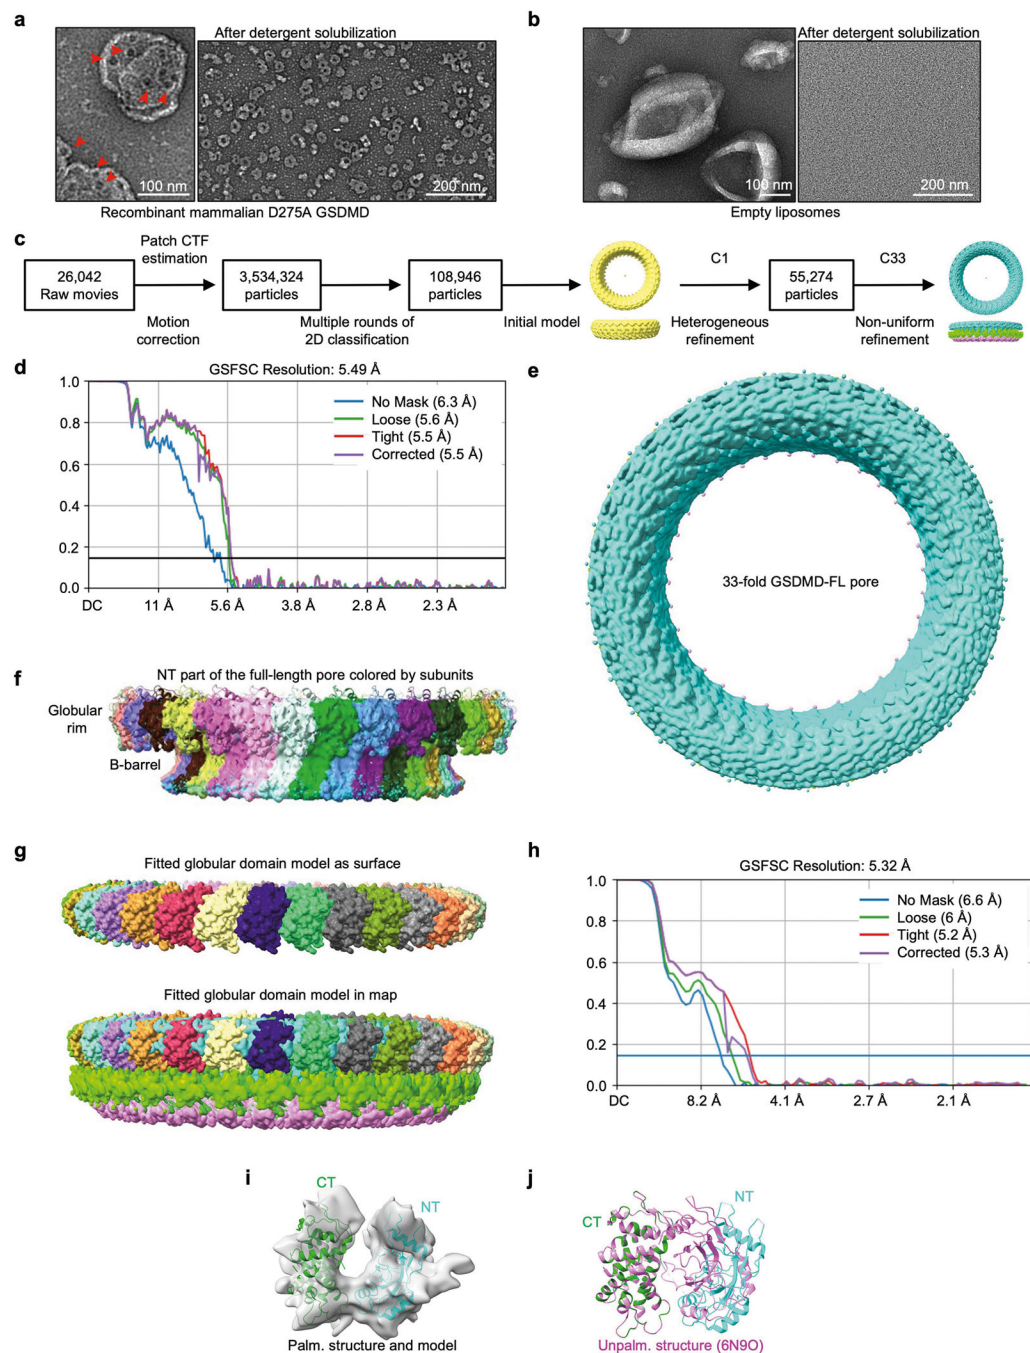 a
After detergent solubilization
100 nm
200 nm
Recombinant mammalian D275A GSDMD
b
After detergent solubilization
100 nm
200 nm
Empty liposomes
c
26,042
Raw movies
Patch CTF
estimation
Motion
correction
3,534,324
particles
Multiple rounds of
2D classification
108,946
particles
Initial model
C1
Heterogeneous
refinement
55,274
particles
C33
Non-uniform
refinement
d
GSFSC Resolution: 5.49 Å
1.0
0.8
0.6
0.4
0.2
0.0
No Mask (6.3 Å)
Loose (5.6 Å)
Tight (5.5 Å)
Corrected (5.5 Å)
DC
11 Å
5.6 Å
3.8 Å
2.8 Å
2.3 Å
e
33-fold GSDMD-FL pore
f
NT part of the full-length pore colored by subunits
Globular
rim
B-barrel
g
Fitted globular domain model as surface
Fitted globular domain model in map
h
GSFSC Resolution: 5.32 Å
1.0
0.8
0.6
0.4
0.2
0.0
No Mask (6.6 Å)
Loose (6 Å)
Tight (5.2 Å)
Corrected (5.3 Å)
DC
8.2 Å
4.1 Å
2.7 Å
2.1 Å
i
CT
NT
Palm. structure and model
j
CT
NT
Unpalm. structure (6N9O)